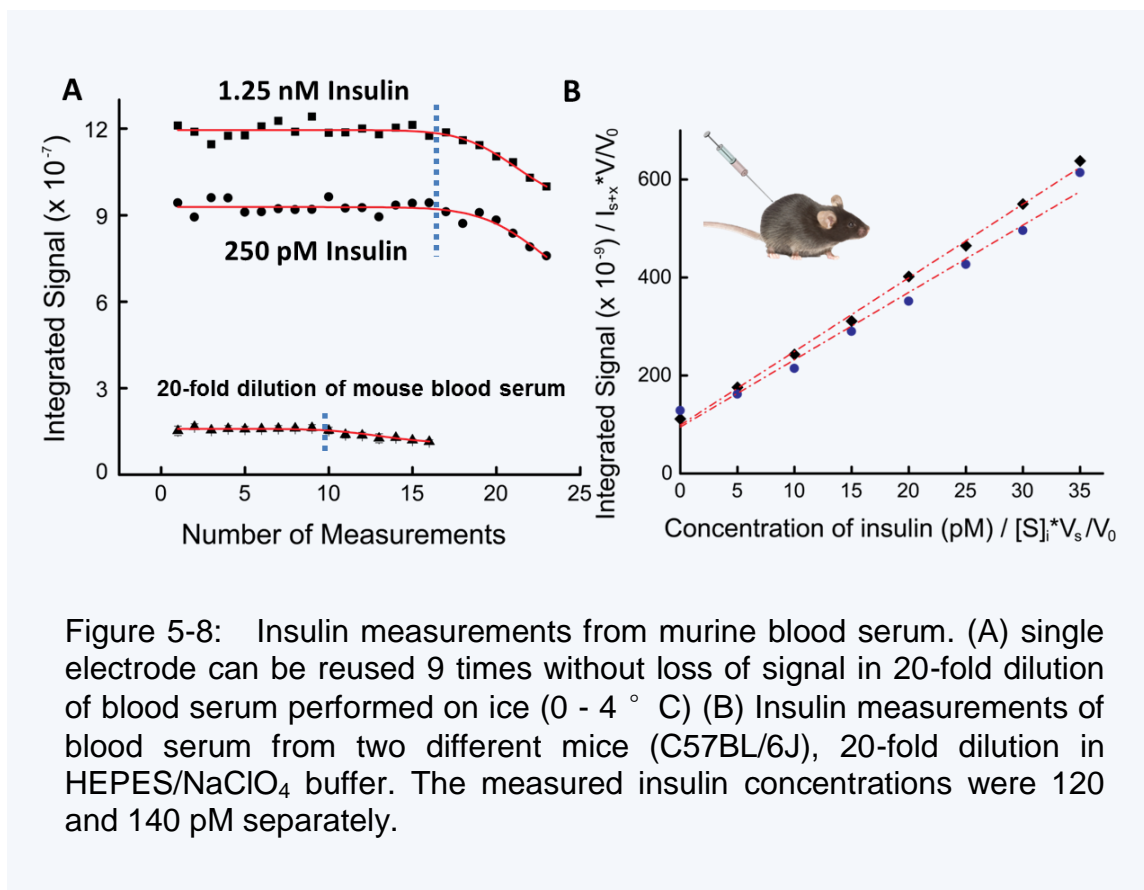 A
1.25 nM Insulin
12
9
250 pM Insulin
6
3
20-fold dilution of mouse blood serum
0
0 5 10 15 20 25
Number of Measurements
Integrated Signal (x 10⁻⁷)
B
600
400
200
0
0 5 10 15 20 25 30 35
Concentration of insulin (pM) / [S]ᵢ*Vₛ/V₀
Integrated Signal (x 10⁻⁹) / Iₛ₊ₓ*V/V₀
Figure 5-8: Insulin measurements from murine blood serum. (A) single
electrode can be reused 9 times without loss of signal in 20-fold dilution
of blood serum performed on ice (0 - 4 ° C) (B) Insulin measurements of
blood serum from two different mice (C57BL/6J), 20-fold dilution in
HEPES/NaClO₄ buffer. The measured insulin concentrations were 120
and 140 pM separately.